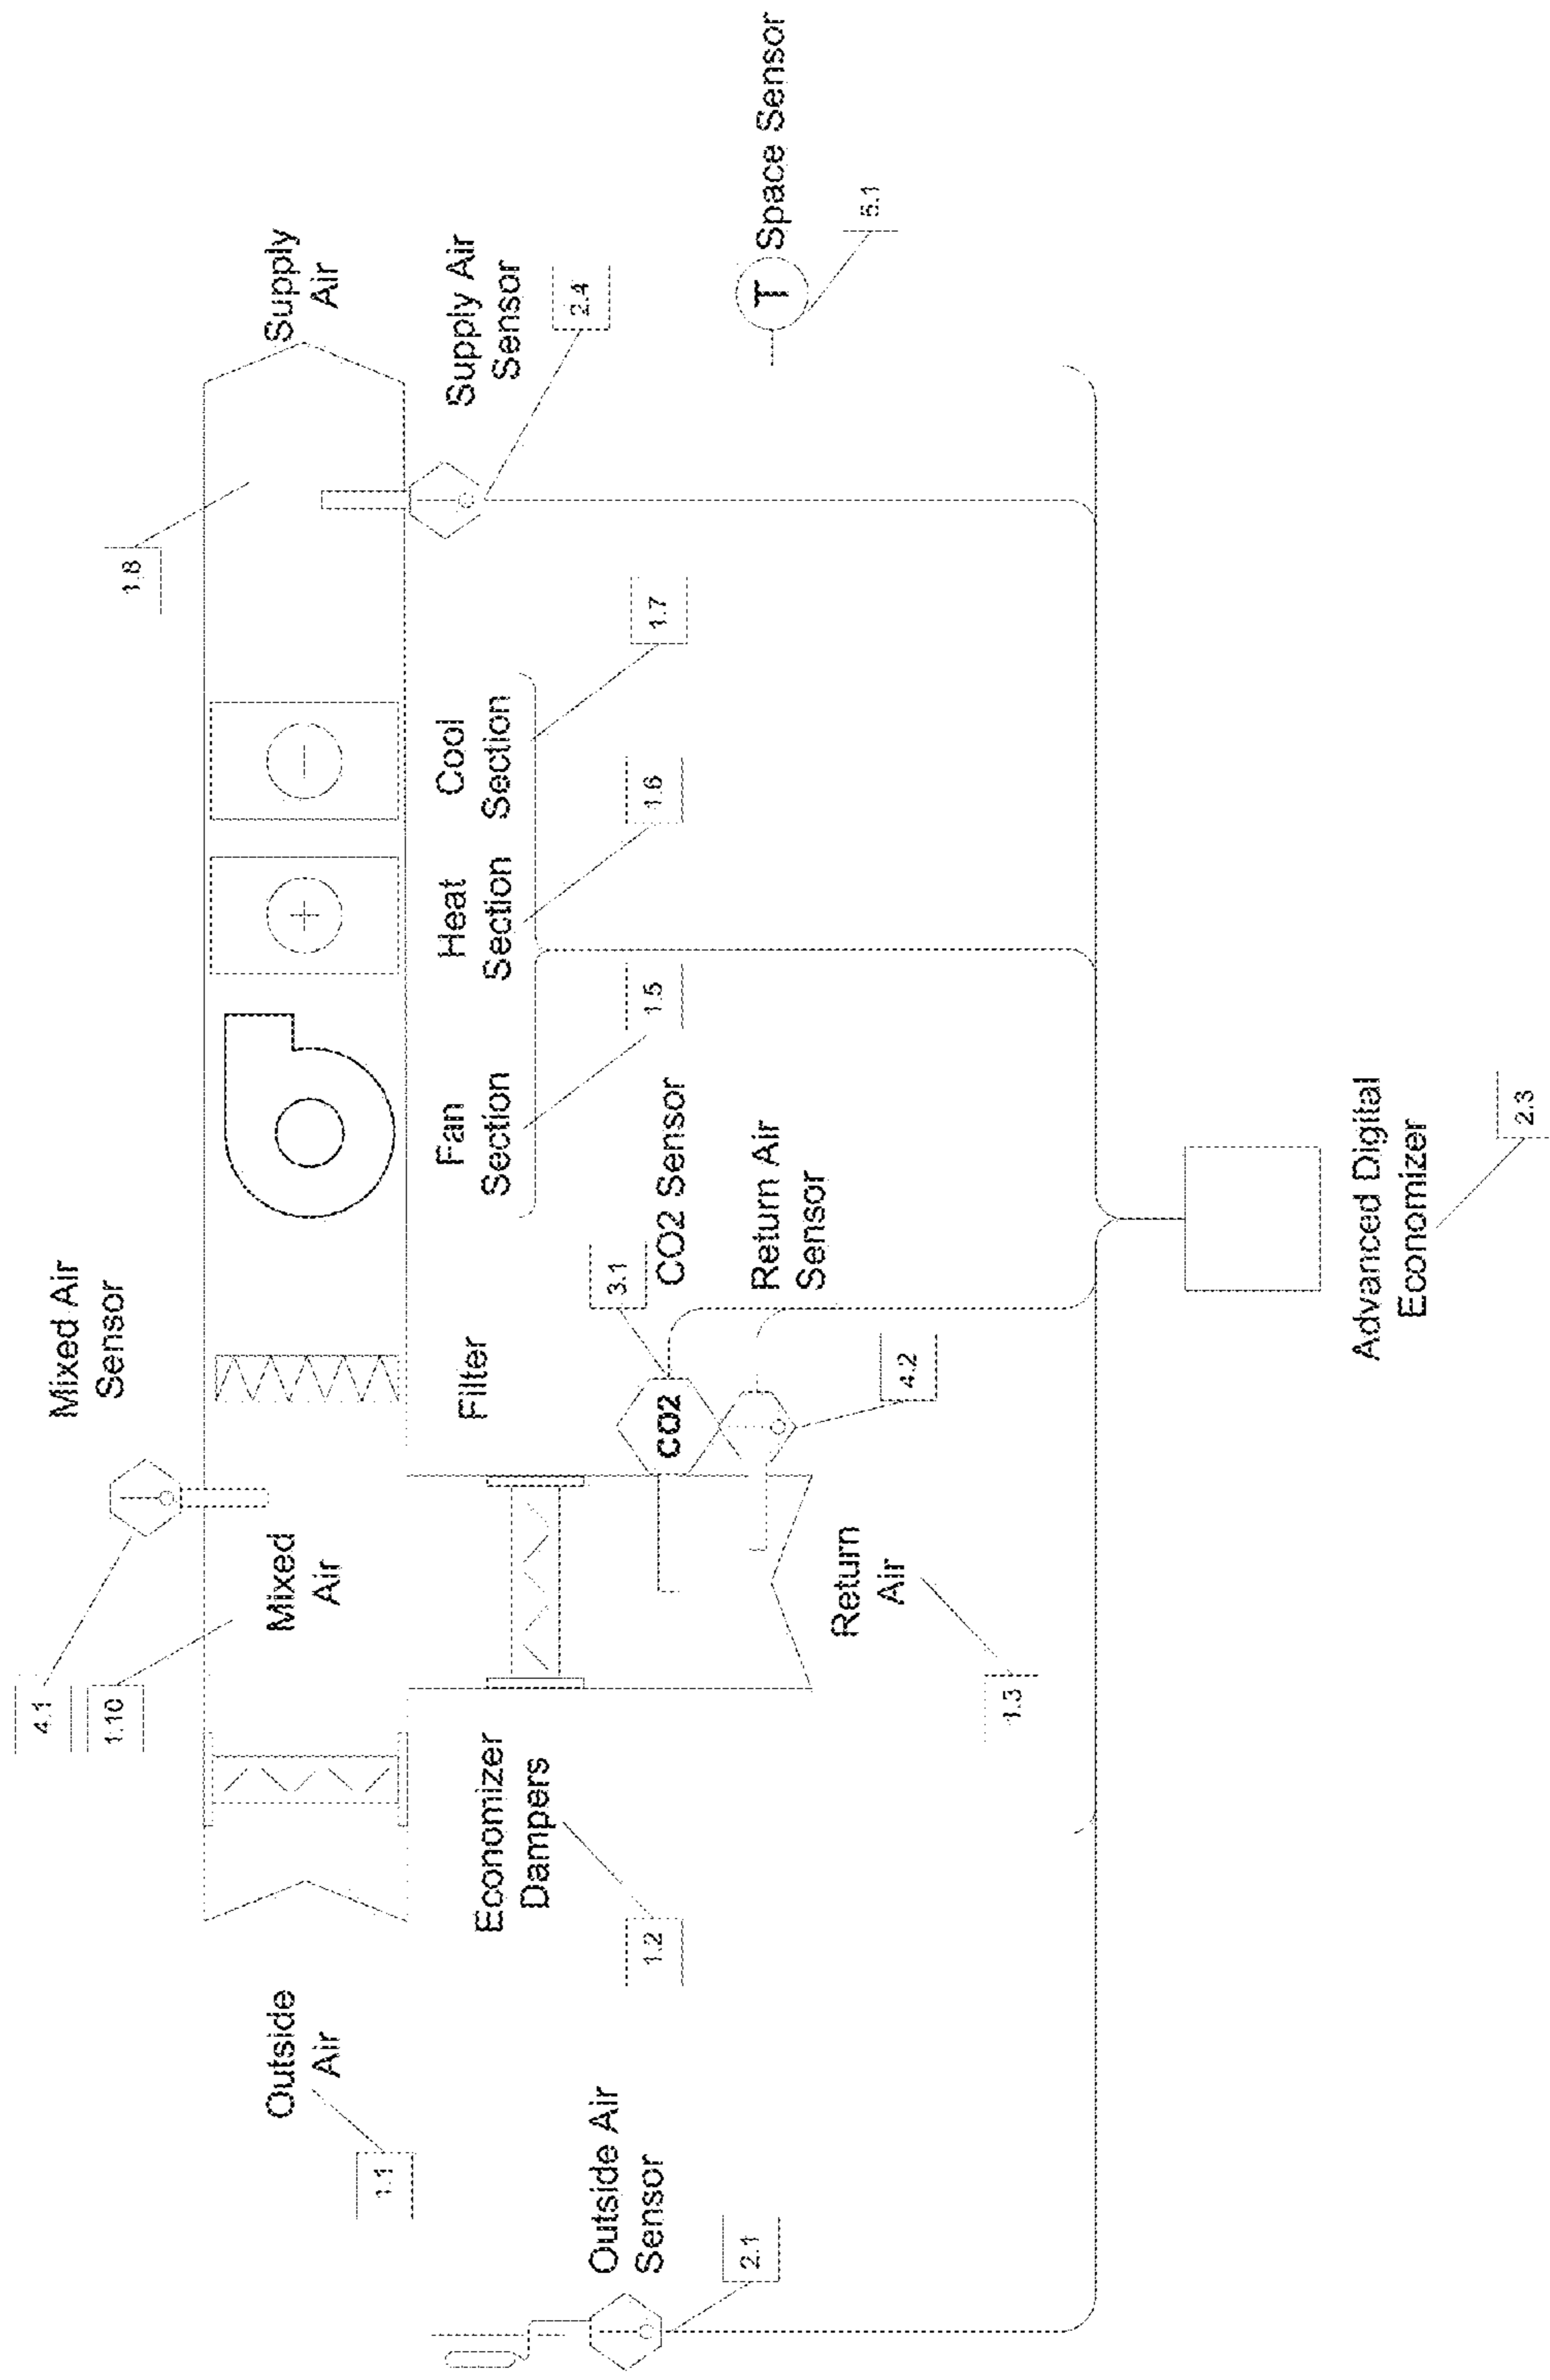 Mixed Air
Sensor
4.1
1.10
1.8
Outside
Air
1.1
Mixed
Air
Supply
Air
Outside Air
Sensor
2.1
Economizer
Dampers
1.2
Filter
Fan
Section
1.5
Heat
Section
1.6
Cool
Section
1.7
Supply Air
Sensor
2.4
3.1
CO2 Sensor
CO2
Return Air
Sensor
4.2
Return
Air
1.3
T
Space Sensor
5.1
Advanced Digital
Economizer
2.3